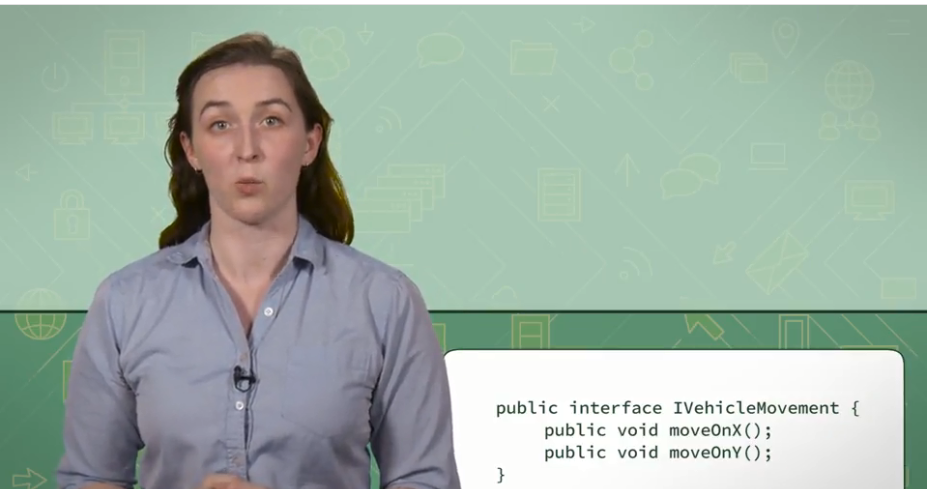 public interface IVehicleMovement {
public void moveOnX();
public void moveOnY();
}